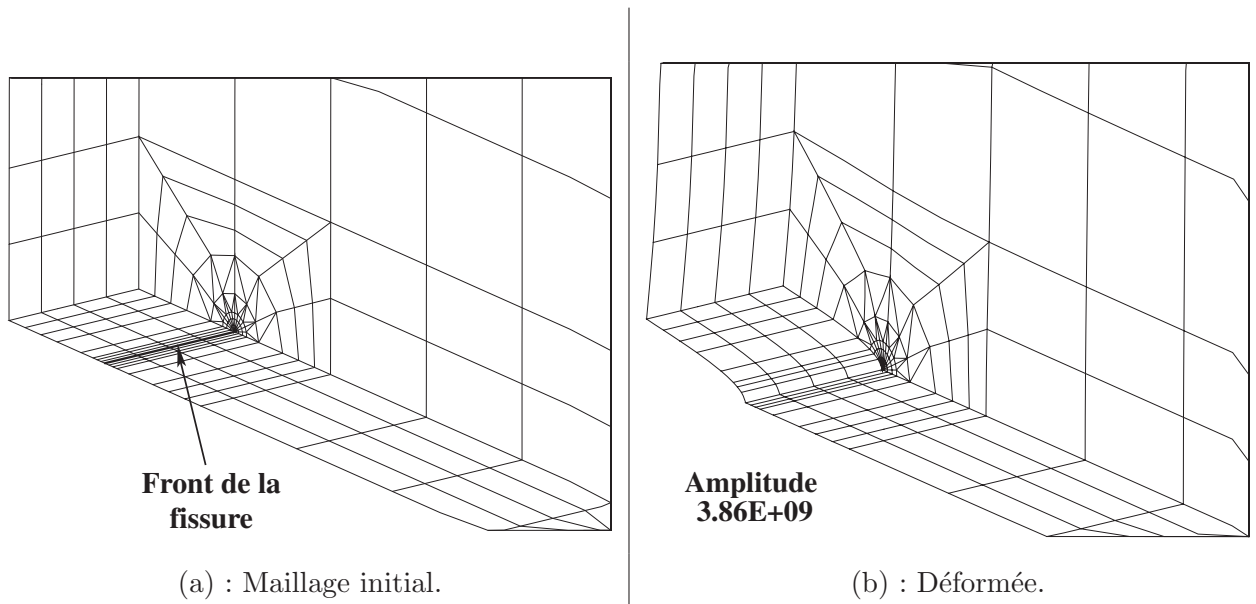 Front de la
fissure
(a) : Maillage initial.
Amplitude
3.86E+09
(b) : Déformée.